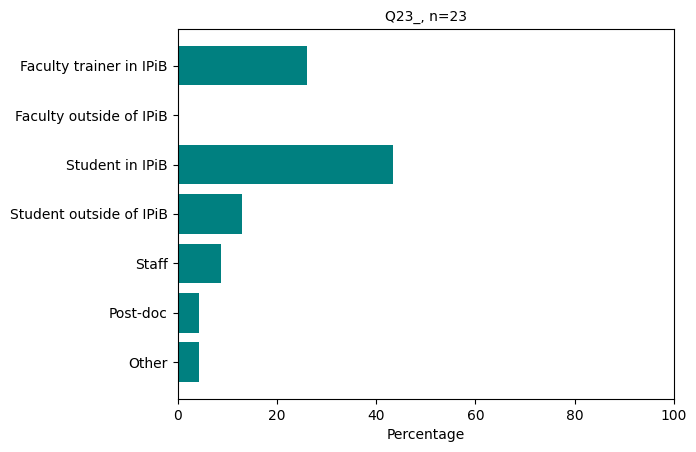 Q23_, n=23
Faculty trainer in IPiB
Faculty outside of IPiB
Student in IPiB
Student outside of IPiB
Staff
Post-doc
Other
0 20 40 60 80 100
Percentage